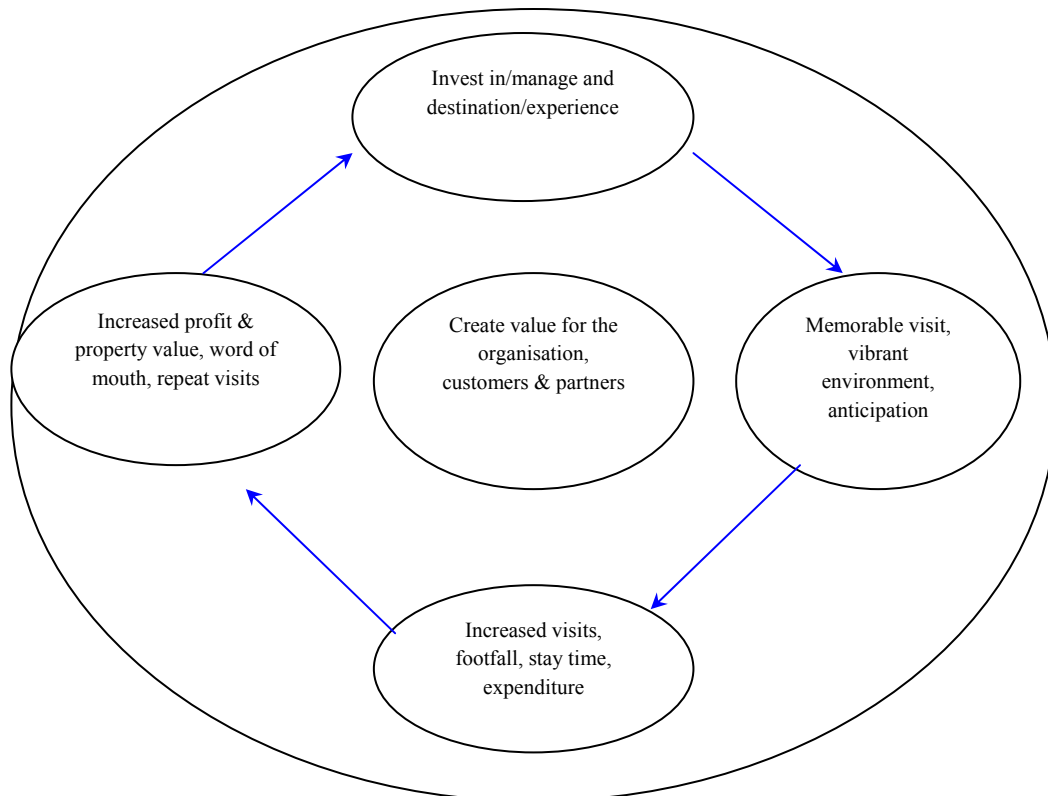 Invest in/manage and
destination/experience
Increased profit &
property value, word of
mouth, repeat visits
Create value for the
organisation,
customers & partners
Memorable visit,
vibrant
environment,
anticipation
Increased visits,
footfall, stay time,
expenditure